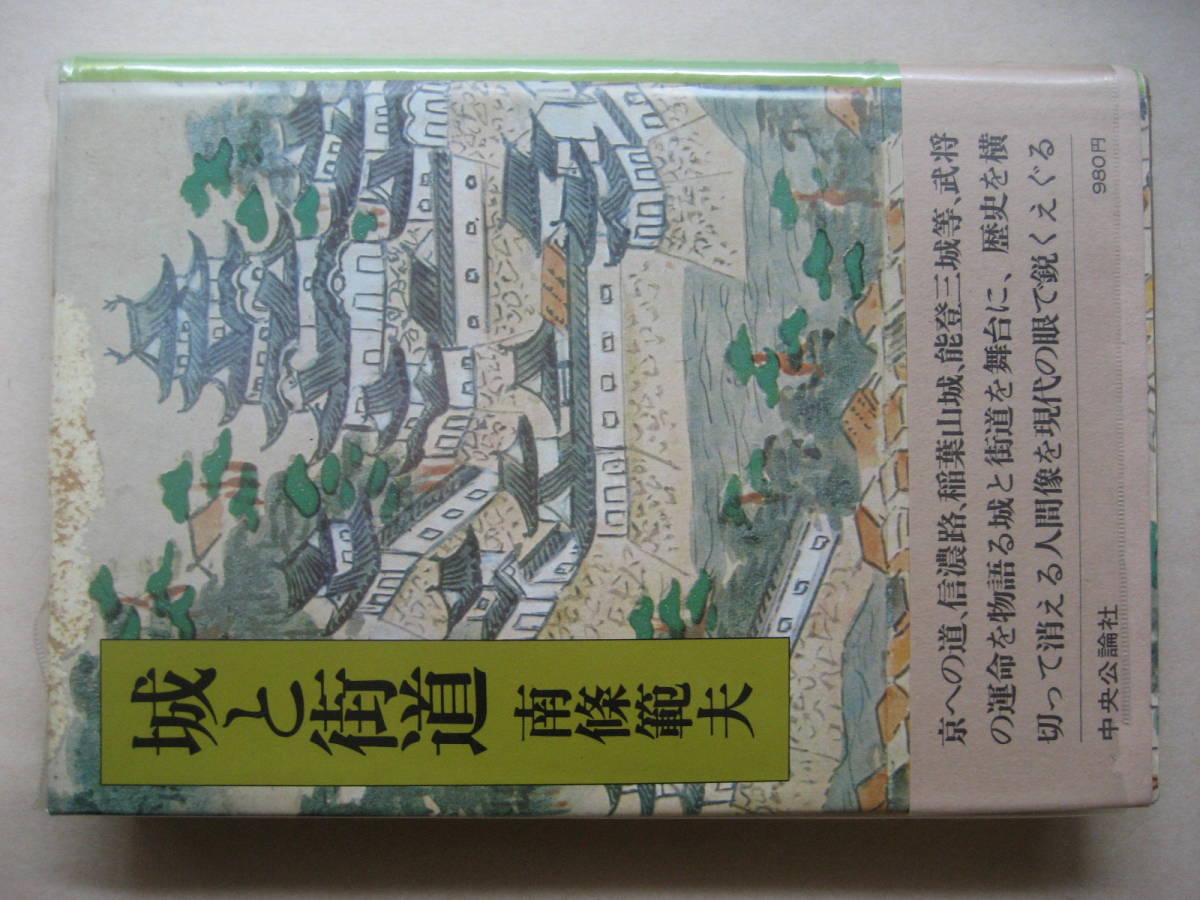 城と街道
南條範夫
京への道、信濃路、稲葉山城、能登三城等、武将
の運命を物語る城と街道を舞台に、歴史を横
切って消える人間像を現代の眼で鋭くえぐる
中央公論社
980円